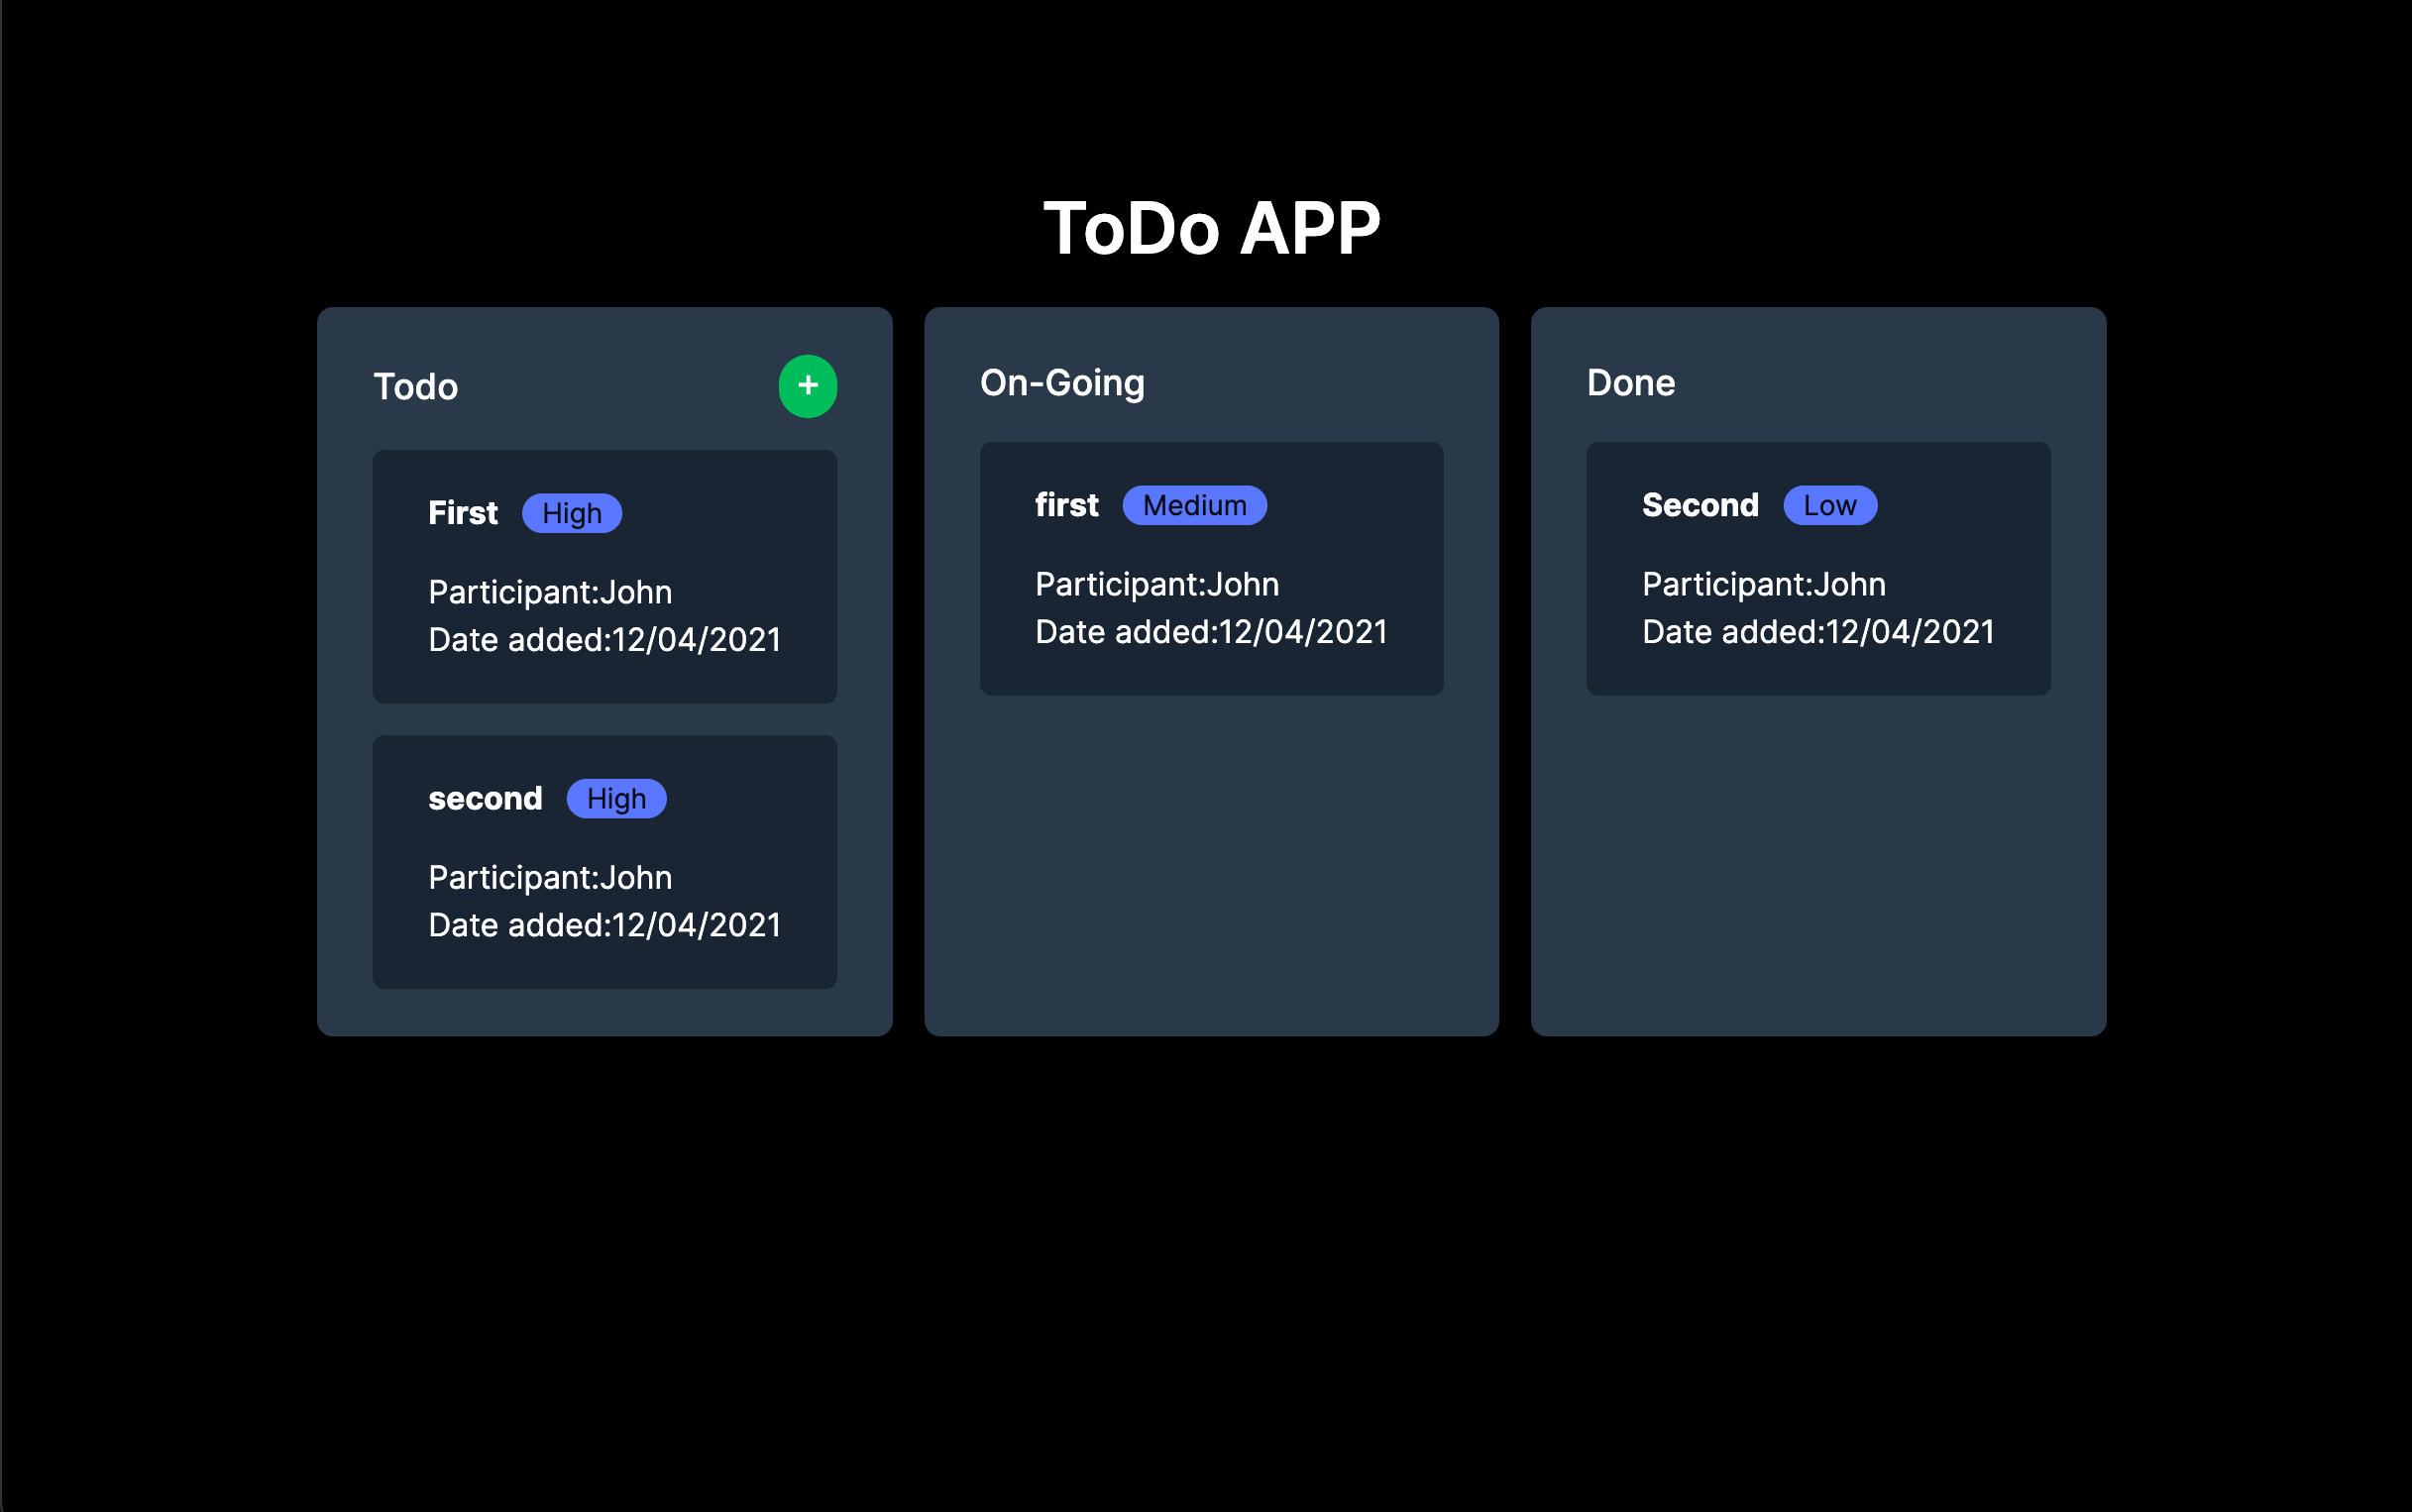 ToDo APP
Todo
+
First High
Participant:John
Date added:12/04/2021
second High
Participant:John
Date added:12/04/2021
On-Going
first Medium
Participant:John
Date added:12/04/2021
Done
Second Low
Participant:John
Date added:12/04/2021